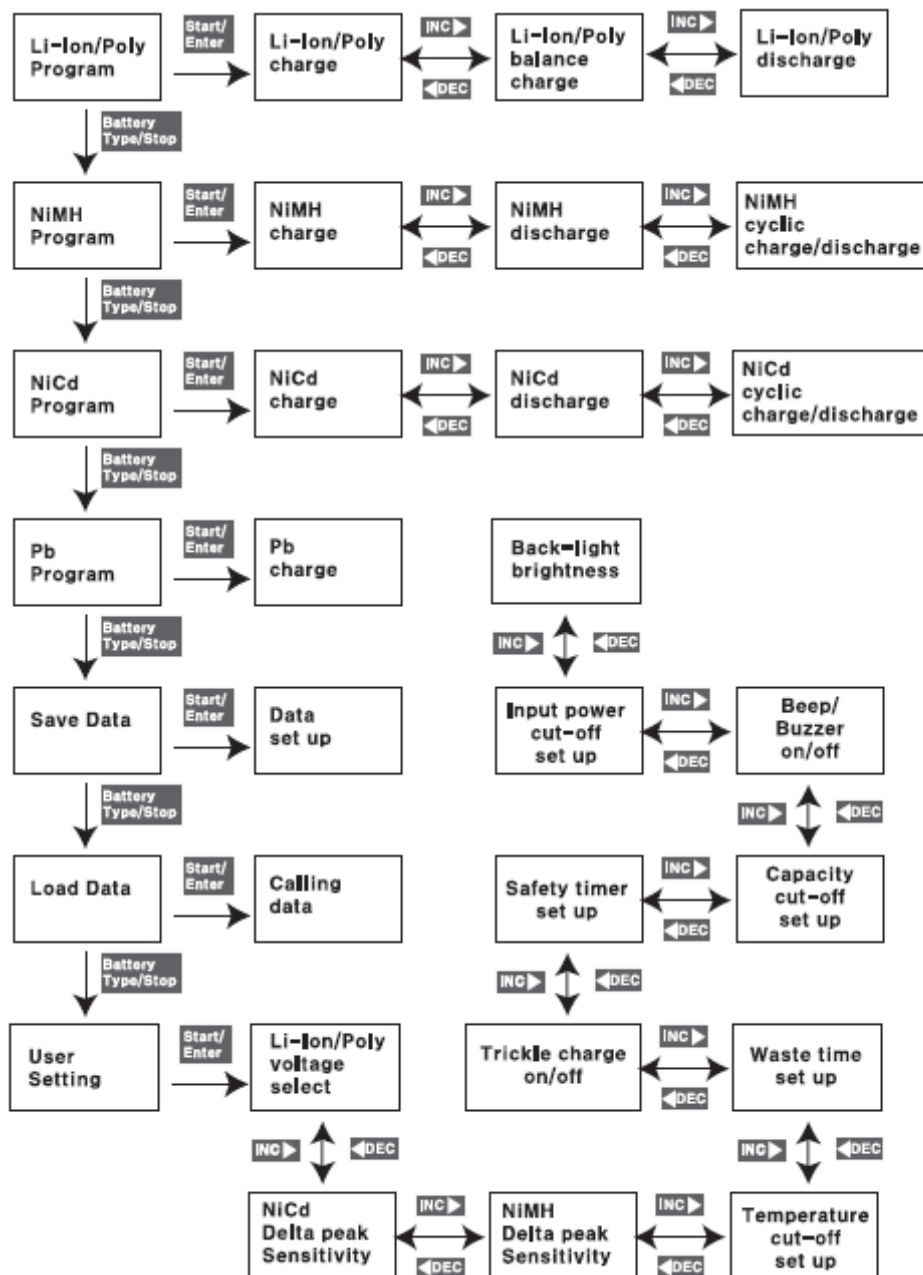 Li-Ion/Poly
Program
Start/
Enter
Li-Ion/Poly
charge
INC
DEC
Li-Ion/Poly
balance
charge
INC
DEC
Li-Ion/Poly
discharge
Battery
Type/Stop
NiMH
Program
Start/
Enter
NiMH
charge
INC
DEC
NiMH
discharge
INC
DEC
NiMH
cyclic
charge/discharge
Battery
Type/Stop
NiCd
Program
Start/
Enter
NiCd
charge
INC
DEC
NiCd
discharge
INC
DEC
NiCd
cyclic
charge/discharge
Battery
Type/Stop
Pb
Program
Start/
Enter
Pb
charge
Back-light
brightness
Battery
Type/Stop
INC
DEC
Save Data
Start/
Enter
Data
set up
Input power
cut-off
set up
INC
DEC
Beep/
Buzzer
on/off
Battery
Type/Stop
INC
DEC
Load Data
Start/
Enter
Calling
data
Safety timer
set up
INC
DEC
Capacity
cut-off
set up
Battery
Type/Stop
INC
DEC
User
Setting
Start/
Enter
Li-Ion/Poly
voltage
select
Trickle charge
on/off
INC
DEC
Waste time
set up
INC
DEC
INC
DEC
NiCd
Delta peak
Sensitivity
INC
DEC
NiMH
Delta peak
Sensitivity
INC
DEC
Temperature
cut-off
set up